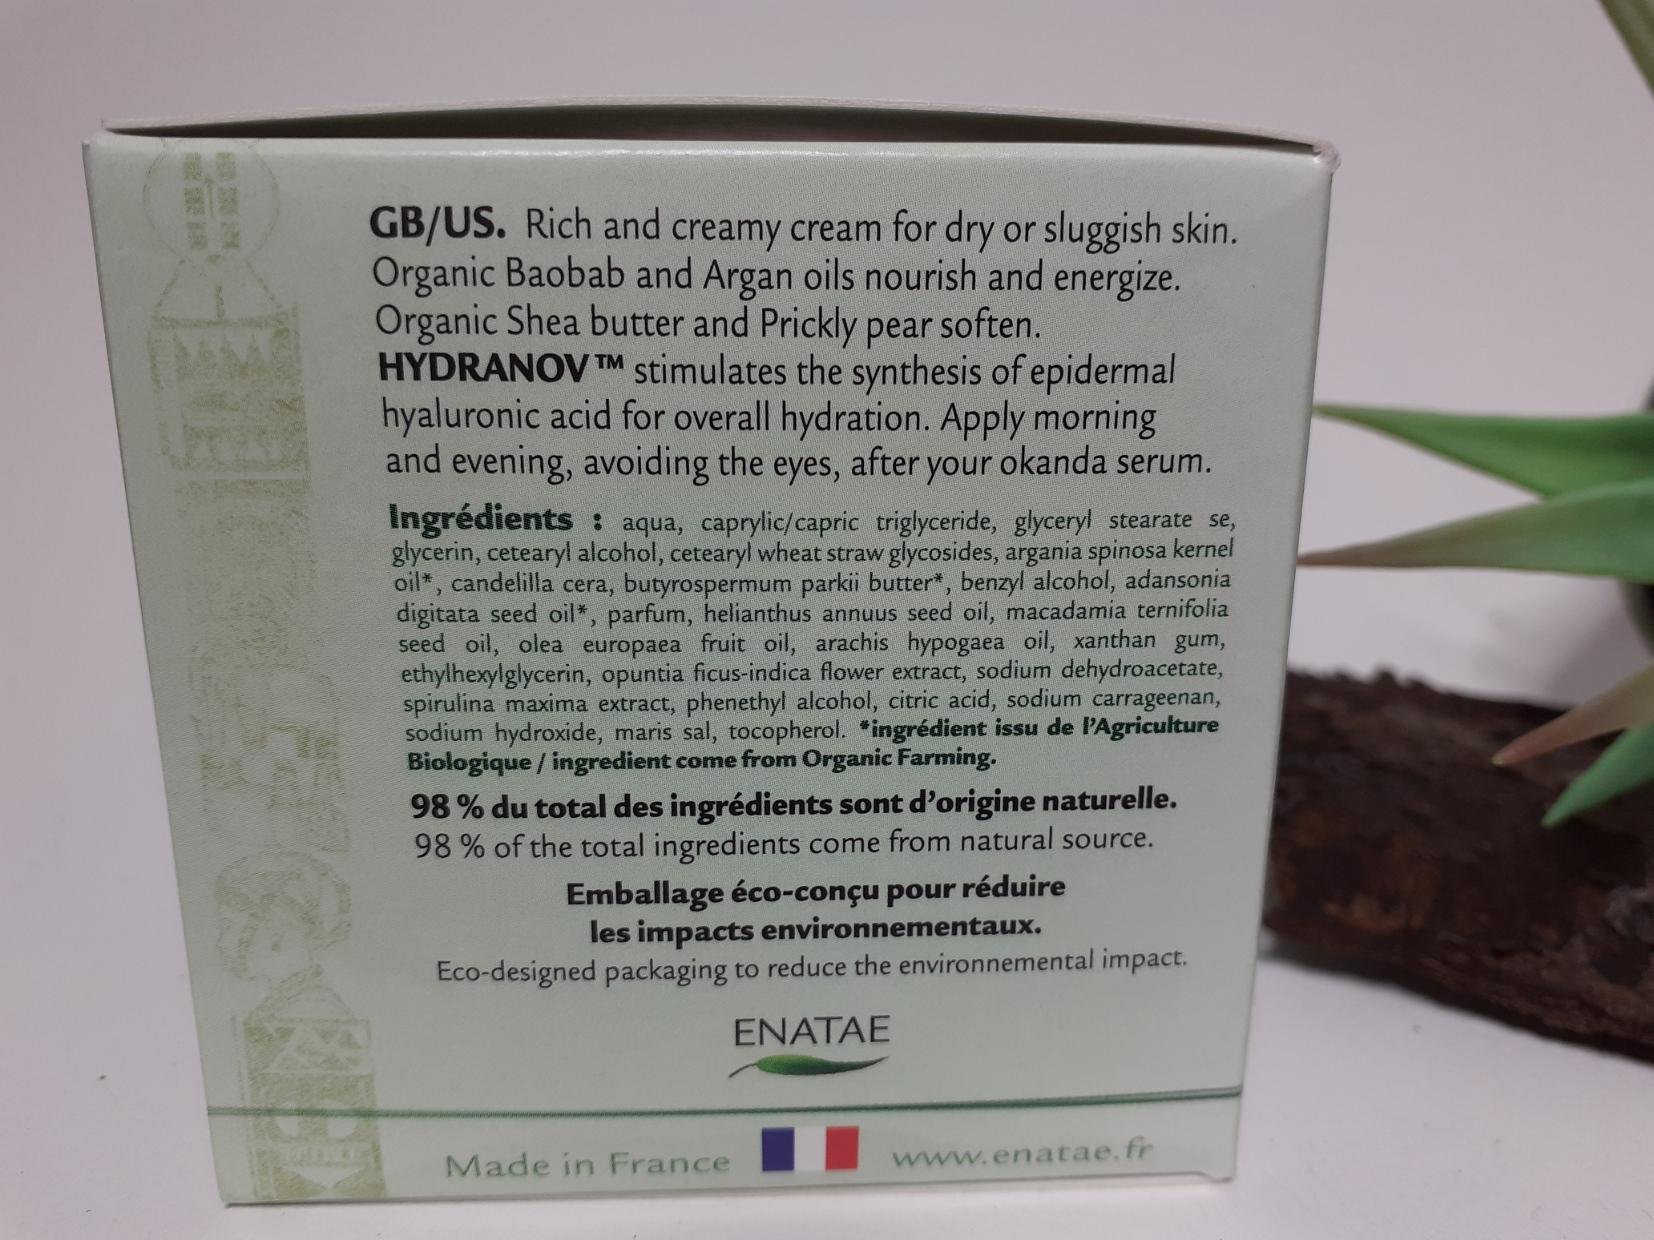 GB/US. Rich and creamy cream for dry or sluggish skin.
Organic Baobab and Argan oils nourish and energize.
Organic Shea butter and Prickly pear soften.
HYDRANOV™ stimulates the synthesis of epidermal
hyaluronic acid for overall hydration. Apply morning
and evening, avoiding the eyes, after your okanda serum.
Ingrédients : aqua, caprylic/capric triglyceride, glyceryl stearate se,
glycerin, cetearyl alcohol, cetearyl wheat straw glycosides, argania spinosa kernel
oil*, candelilla cera, butyrospermum parkii butter*, benzyl alcohol, adansonia
digitata seed oil*, parfum, helianthus annuus seed oil, macadamia ternifolia
seed oil, olea europaea fruit oil, arachis hypogaea oil, xanthan gum,
ethylhexylglycerin, opuntia ficus-indica flower extract, sodium dehydroacetate,
spirulina maxima extract, phenethyl alcohol, citric acid, sodium carrageenan,
sodium hydroxide, maris sal, tocopherol. *ingrédient issu de l’Agriculture
Biologique / ingredient come from Organic Farming.
98 % du total des ingrédients sont d’origine naturelle.
98 % of the total ingredients come from natural source.
Emballage éco-conçu pour réduire
les impacts environnementaux.
Eco-designed packaging to reduce the environnemental impact.
ENATAE
Made in France www.enatae.fr